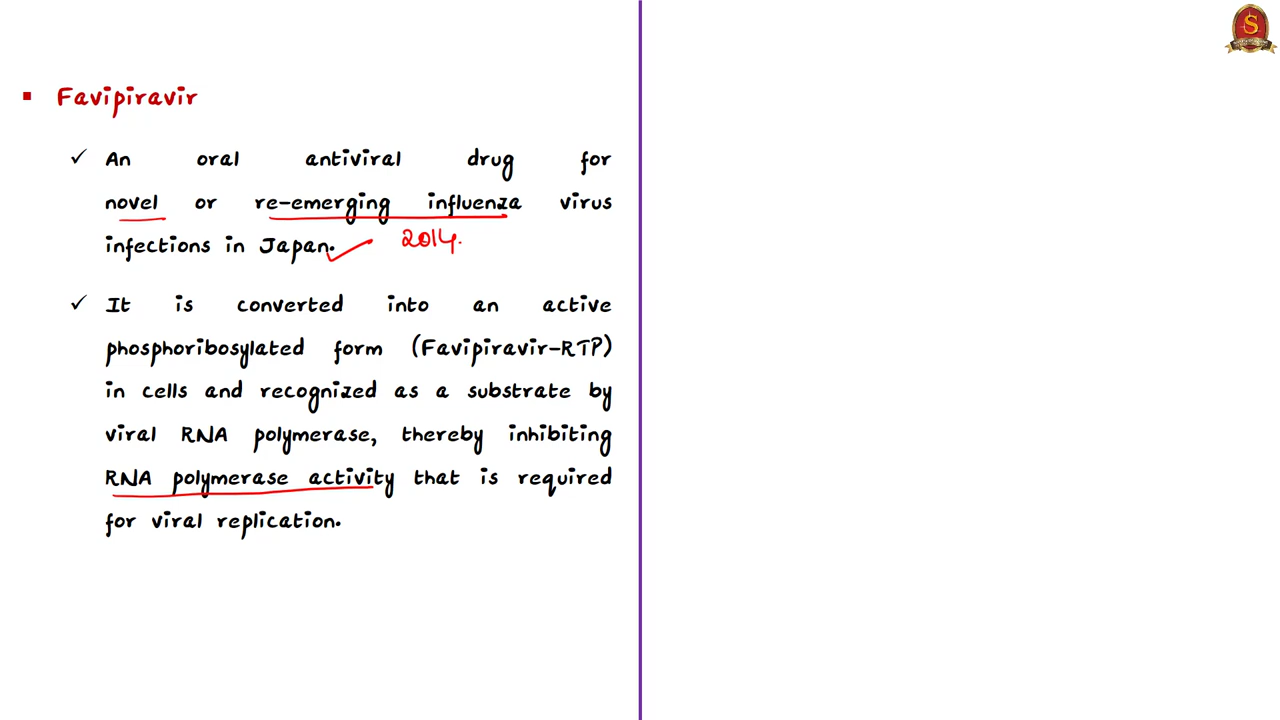 Favipiravir
An oral antiviral drug for
novel or re-emerging influenza virus
infections in Japan. 2014.
It is converted into an active
phosphoribosylated form (Favipiravir-RTP)
in cells and recognized as a substrate by
viral RNA polymerase, thereby inhibiting
RNA polymerase activity that is required
for viral replication.
S